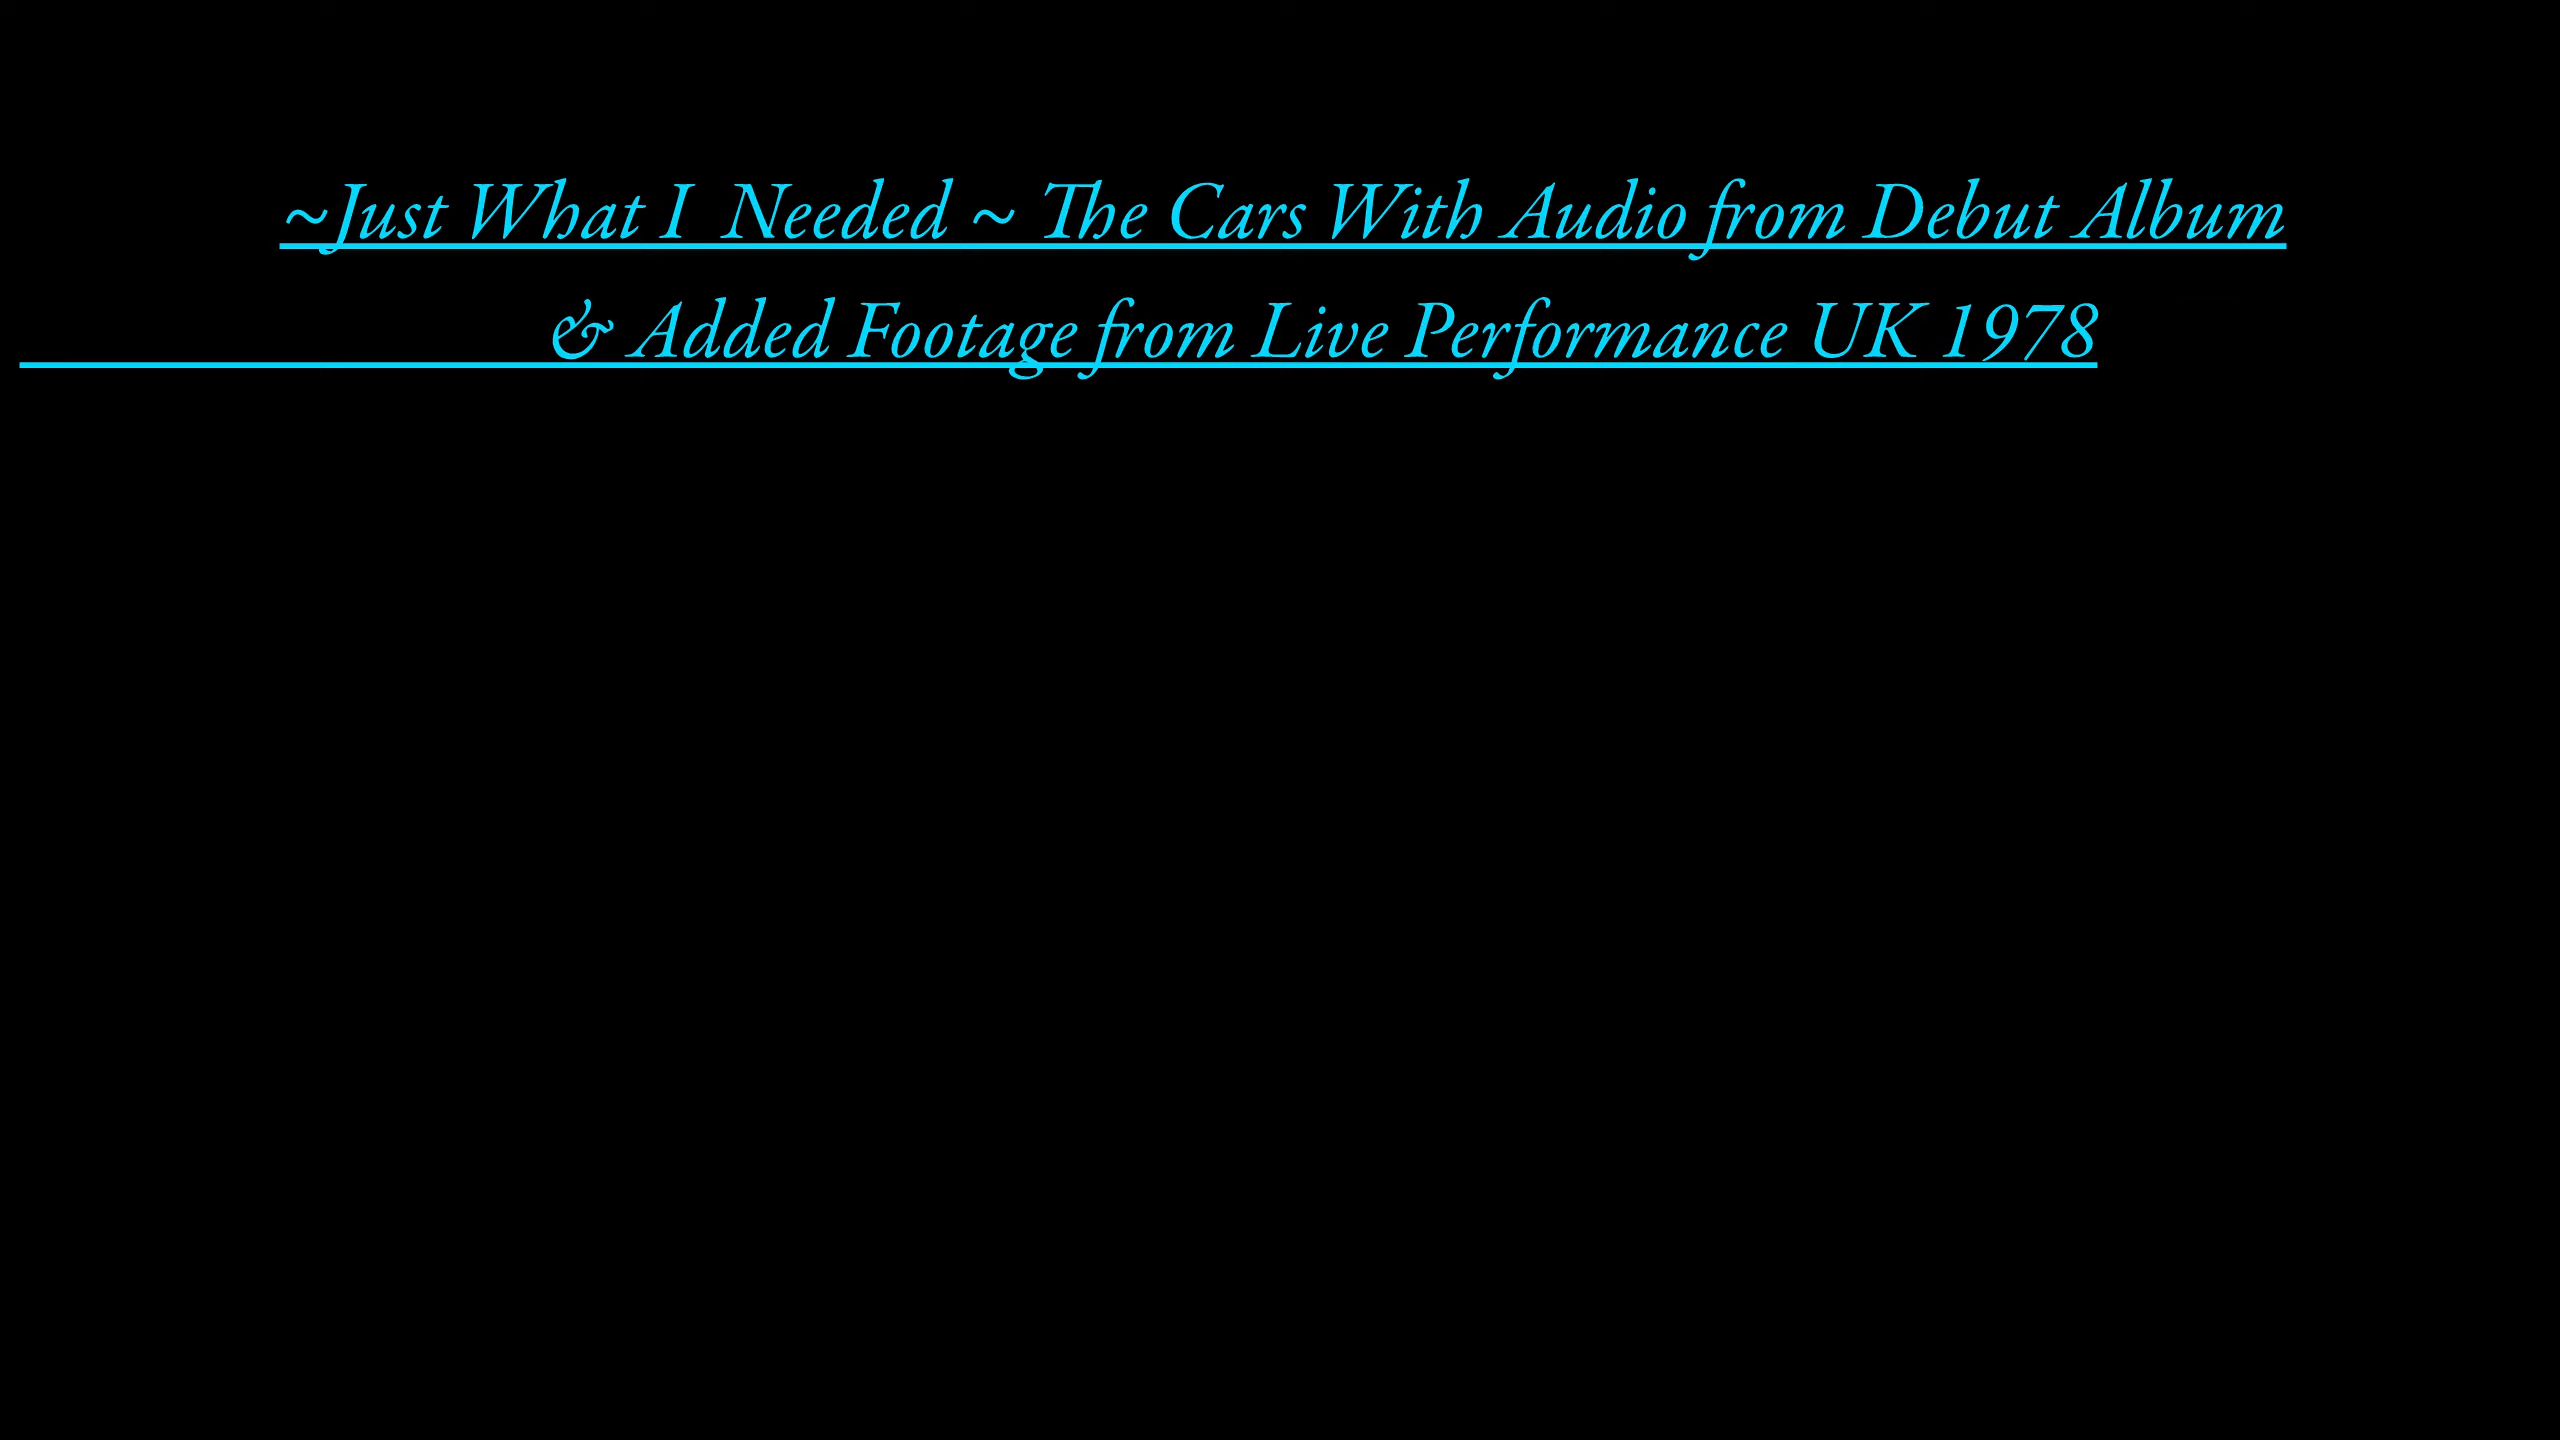 ~Just What I  Needed ~ The Cars With Audio from Debut Album
& Added Footage from Live Performance UK 1978